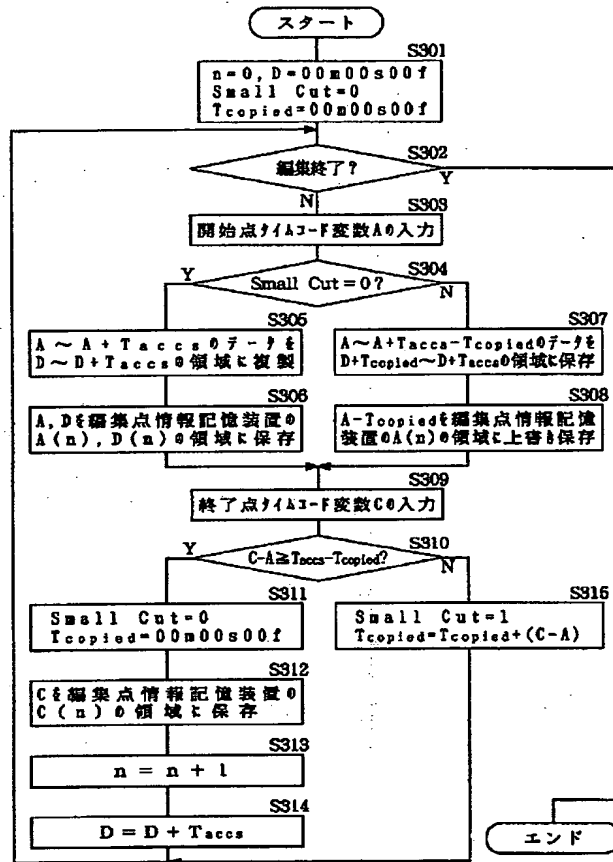 スタート
S301
n=0, D=00m00s00f
Small Cut=0
Tcopied=00m00s00f
S302
編集終了?
Y
N
S303
開始点タイムコード変数Aの入力
S304
Y
Small Cut=0?
N
S305
A～A+Taccsのデータを
D～D+Taccsの領域に複製
S307
A～A+Taccs-Tcopiedのデータを
D+Tcopied～D+Taccsの領域に保存
S306
A,Dを編集点情報記憶装置の
A(n),D(n)の領域に保存
S308
A-Tcopiedを編集点情報記憶
装置のA(n)の領域に上書き保存
S309
終了点タイムコード変数Cの入力
S310
Y
C-A≧Taccs-Tcopied?
N
S311
Small Cut=0
Tcopied=00m00s00f
S315
Small Cut=1
Tcopied=Tcopied+(C-A)
S312
Cを編集点情報記憶装置の
C(n)の領域に保存
S313
n=n+1
S314
D=D+Taccs
エンド